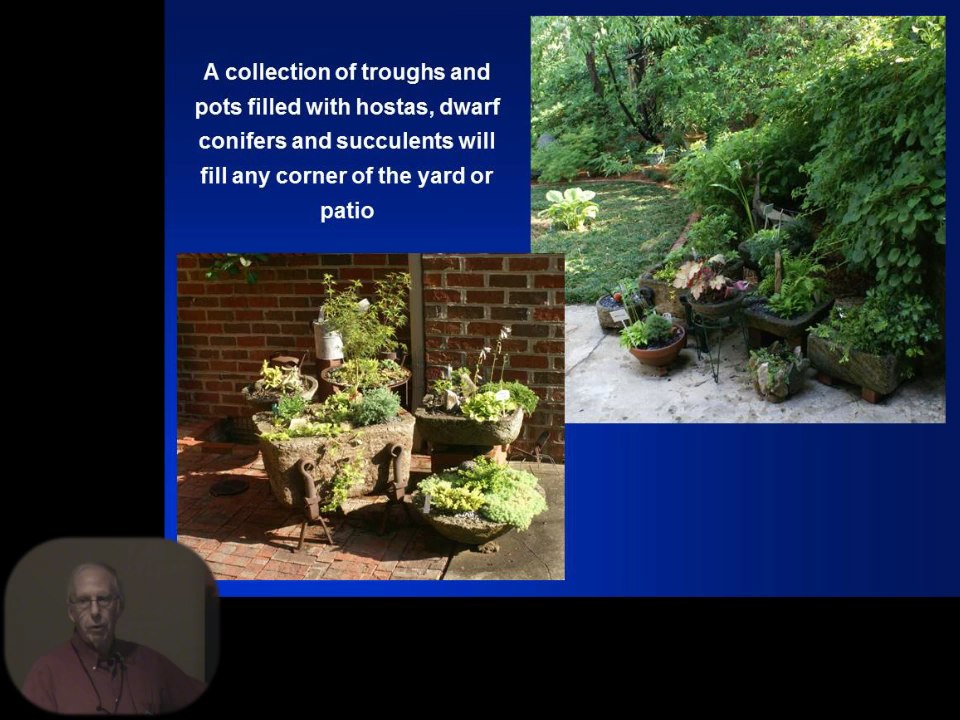 A collection of troughs and
pots filled with hostas, dwarf
conifers and succulents will
fill any corner of the yard or
patio